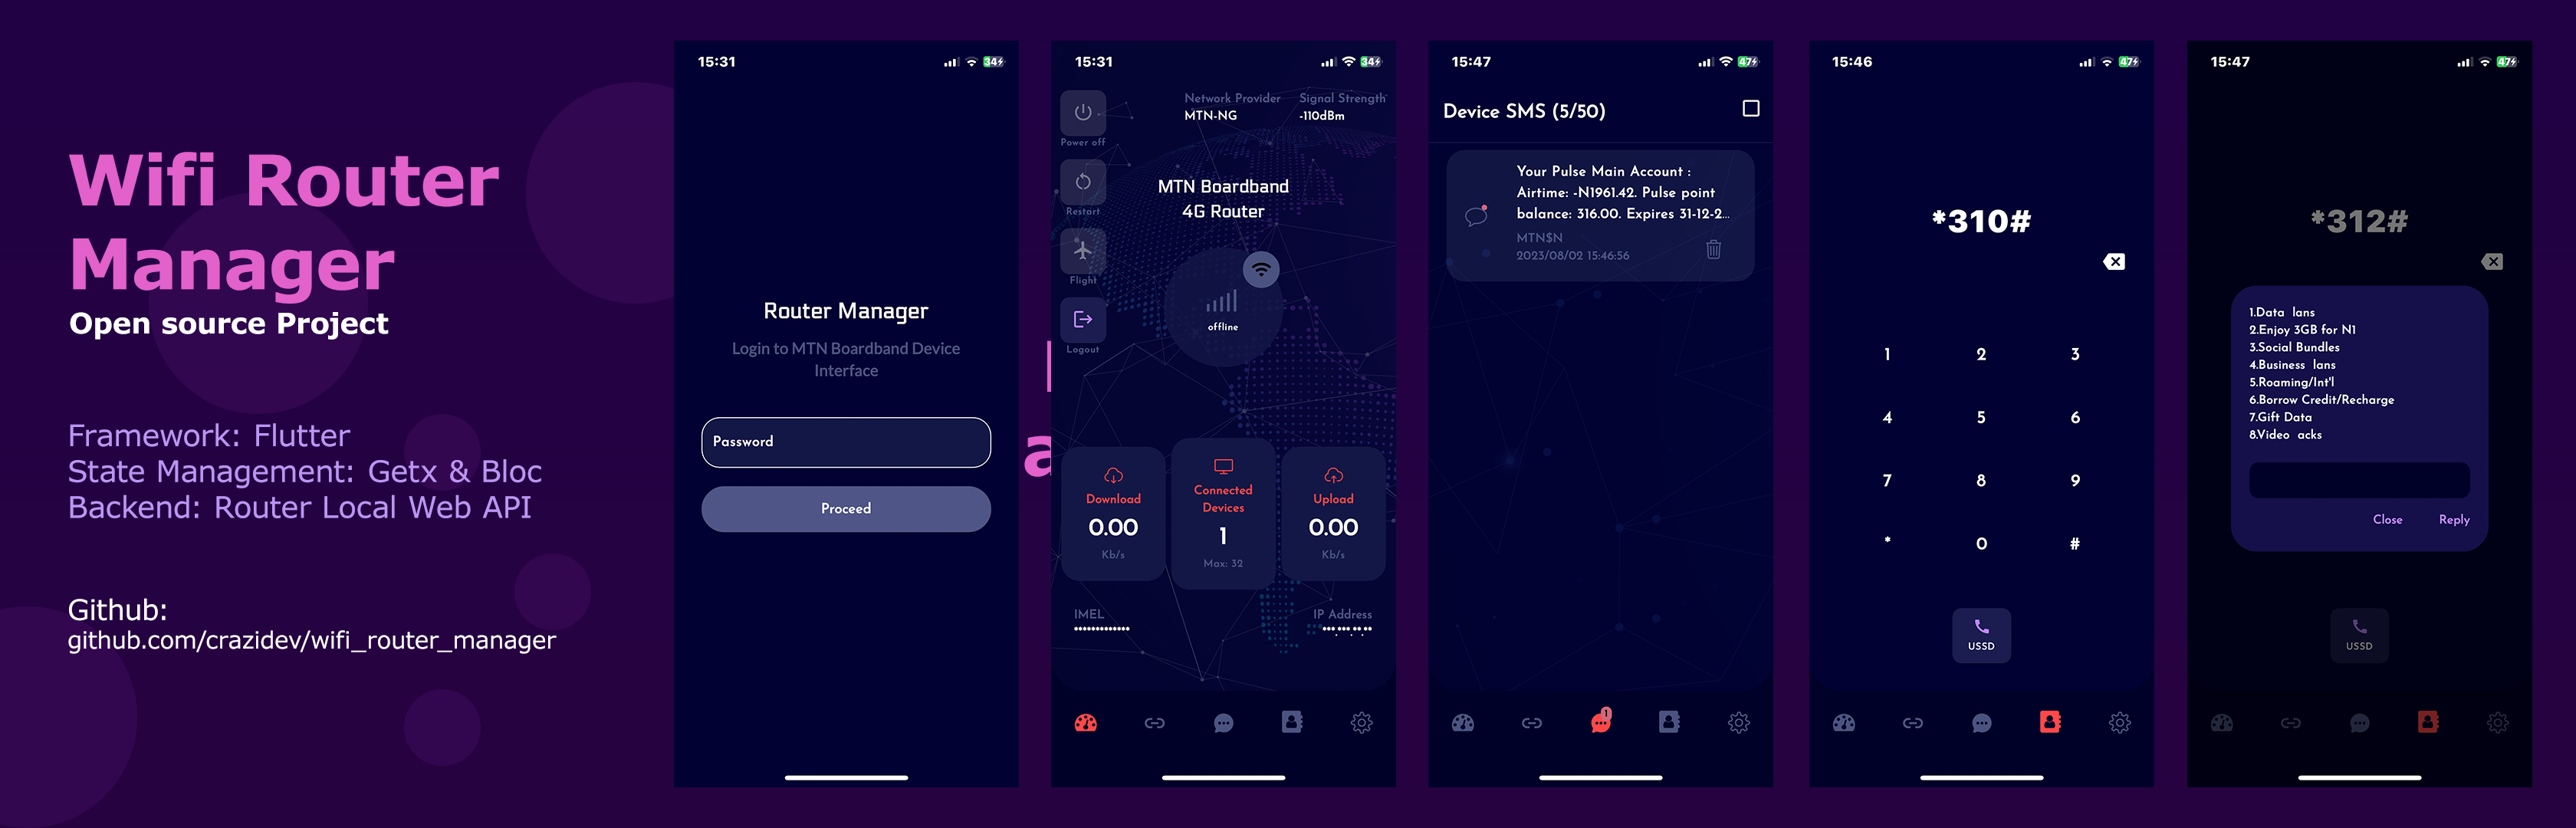 Wifi Router
Manager
Open source Project
Framework: Flutter
State Management: Getx & Bloc
Backend: Router Local Web API
Github:
github.com/crazidev/wifi_router_manager
15:31
34
Router Manager
Login to MTN Boardband Device
Interface
Password
Proceed
a
15:31
34
Network Provider
MTN-NG
Signal Strength
-110dBm
Power off
Restart
Flight
Logout
MTN Boardband
4G Router
offline
Download
0.00
Kb/s
Connected
Devices
1
Max: 32
Upload
0.00
Kb/s
IMEL
•••••••••••••
IP Address
15:47
47
Device SMS (5/50)
Your Pulse Main Account :
Airtime: -N1961.42. Pulse point
balance: 316.00. Expires 31-12-2...
MTN$N
2023/08/02 15:46:56
1
15:46
47
*310#
1 2 3
4 5 6
7 8 9
* 0 #
USSD
15:47
47
*312#
1.Data lans
2.Enjoy 3GB for N1
3.Social Bundles
4.Business lans
5.Roaming/Int'l
6.Borrow Credit/Recharge
7.Gift Data
8.Video acks
Close Reply
USSD